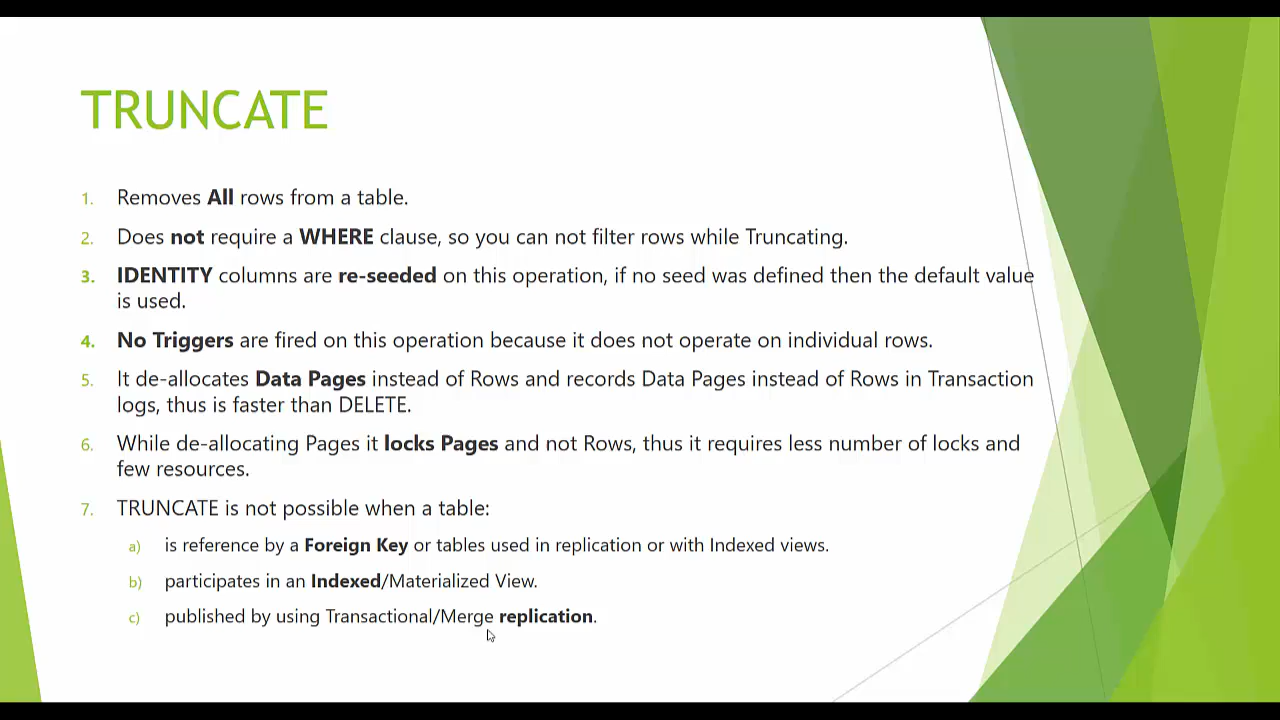 TRUNCATE
1. Removes All rows from a table.
2. Does not require a WHERE clause, so you can not filter rows while Truncating.
3. IDENTITY columns are re-seeded on this operation, if no seed was defined then the default value
is used.
4. No Triggers are fired on this operation because it does not operate on individual rows.
5. It de-allocates Data Pages instead of Rows and records Data Pages instead of Rows in Transaction
logs, thus is faster than DELETE.
6. While de-allocating Pages it locks Pages and not Rows, thus it requires less number of locks and
few resources.
7. TRUNCATE is not possible when a table:
a) is reference by a Foreign Key or tables used in replication or with Indexed views.
b) participates in an Indexed/Materialized View.
c) published by using Transactional/Merge replication.